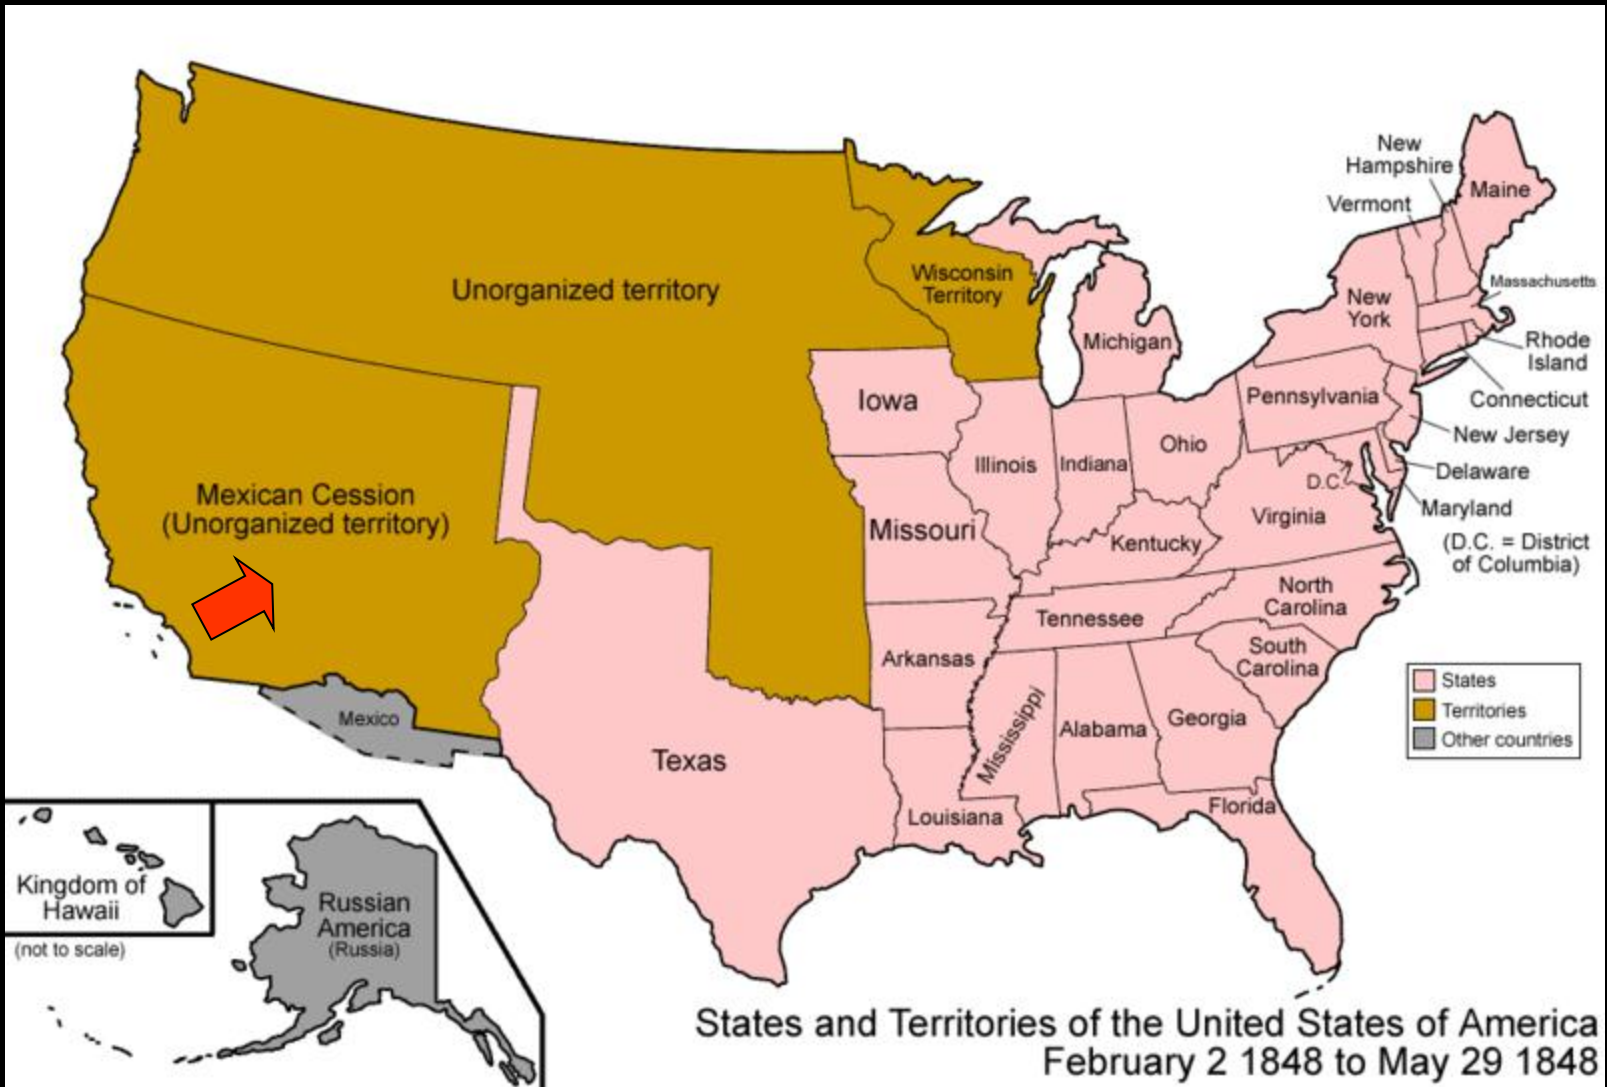 New
Hampshire
Maine
Vermont
Massachusetts
Unorganized territory
Wisconsin
Territory
New
York
Rhode
Island
Michigan
Iowa
Pennsylvania
Connecticut
New Jersey
Ohio
Illinois
Indiana
Delaware
D.C.
Maryland
Mexican Cession
(Unorganized territory)
Missouri
Virginia
Kentucky
(D.C. = District
of Columbia)
North
Carolina
Tennessee
Arkansas
South
Carolina
States
Territories
Other countries
Mexico
Mississippi
Alabama
Georgia
Texas
Louisiana
Florida
Kingdom of
Hawaii
(not to scale)
Russian
America
(Russia)
States and Territories of the United States of America
February 2 1848 to May 29 1848